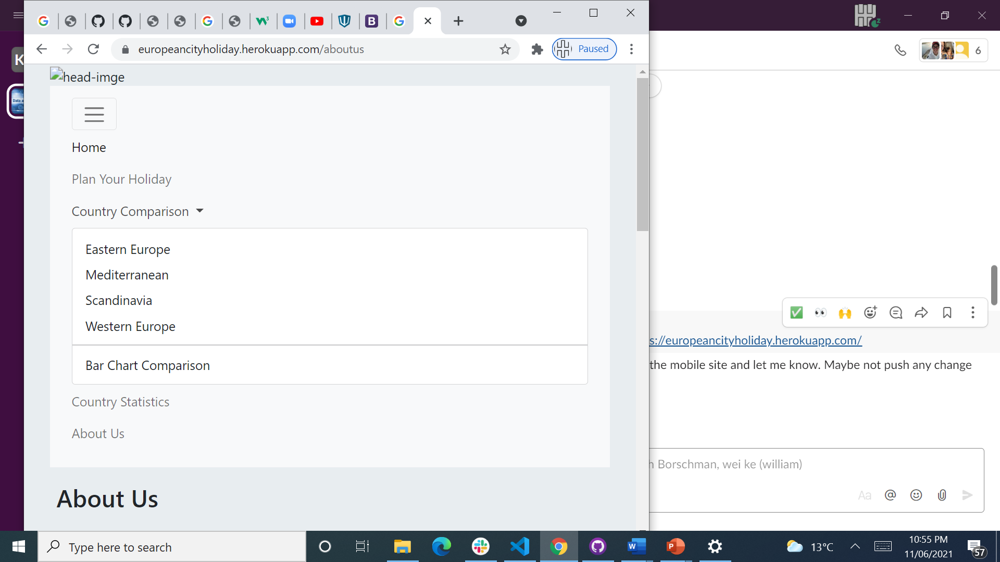 europeancityholiday.herokuapp.com/aboutus
Paused
6
K
Data a
head-imge
Home
Plan Your Holiday
Country Comparison
Eastern Europe
Mediterranean
Scandinavia
Western Europe
Bar Chart Comparison
Country Statistics
About Us
About Us
s://europeancityholiday.herokuapp.com/
the mobile site and let me know. Maybe not push any change
n Borschman, wei ke (william)
Aa
Type here to search
13°C
10:55 PM
11/06/2021
57